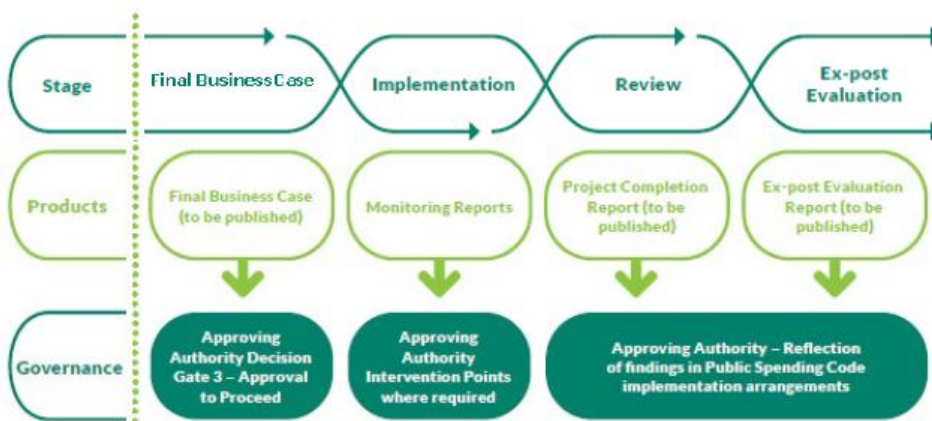 Stage
Final Business Case
Implementation
Review
Ex-post
Evaluation
Products
Final Business Case
(to be published)
Monitoring Reports
Project Completion
Report (to be
published)
Ex-post Evaluation
Report (to be
published)
Governance
Approving
Authority Decision
Gate 3 – Approval
to Proceed
Approving
Authority
Intervention Points
where required
Approving Authority – Reflection
of findings in Public Spending Code
implementation arrangements